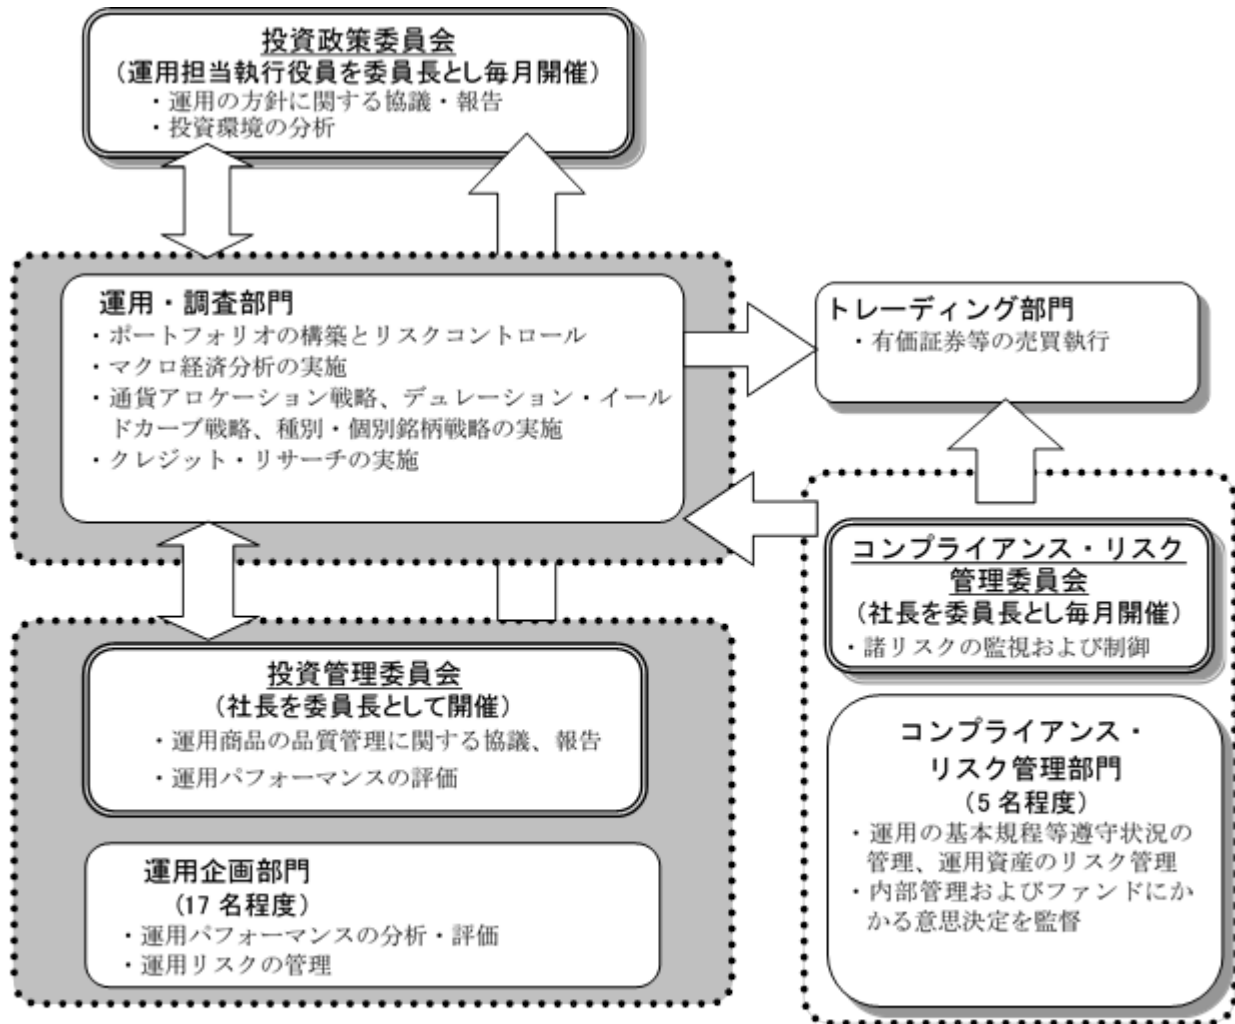 投資政策委員会
(運用担当執行役員を委員長とし毎月開催)
・運用の方針に関する協議・報告
・投資環境の分析
運用・調査部門
・ポートフォリオの構築とリスクコントロール
・マクロ経済分析の実施
・通貨アロケーション戦略、デュレーション・イール
ドカーブ戦略、種別・個別銘柄戦略の実施
・クレジット・リサーチの実施
トレーディング部門
・有価証券等の売買執行
コンプライアンス・リスク
管理委員会
(社長を委員長とし毎月開催)
・諸リスクの監視および制御
コンプライアンス・
リスク管理部門
(5名程度)
・運用の基本規程等遵守状況の
管理、運用資産のリスク管理
・内部管理およびファンドにか
かる意思決定を監督
投資管理委員会
(社長を委員長として開催)
・運用商品の品質管理に関する協議、報告
・運用パフォーマンスの評価
運用企画部門
(17名程度)
・運用パフォーマンスの分析・評価
・運用リスクの管理